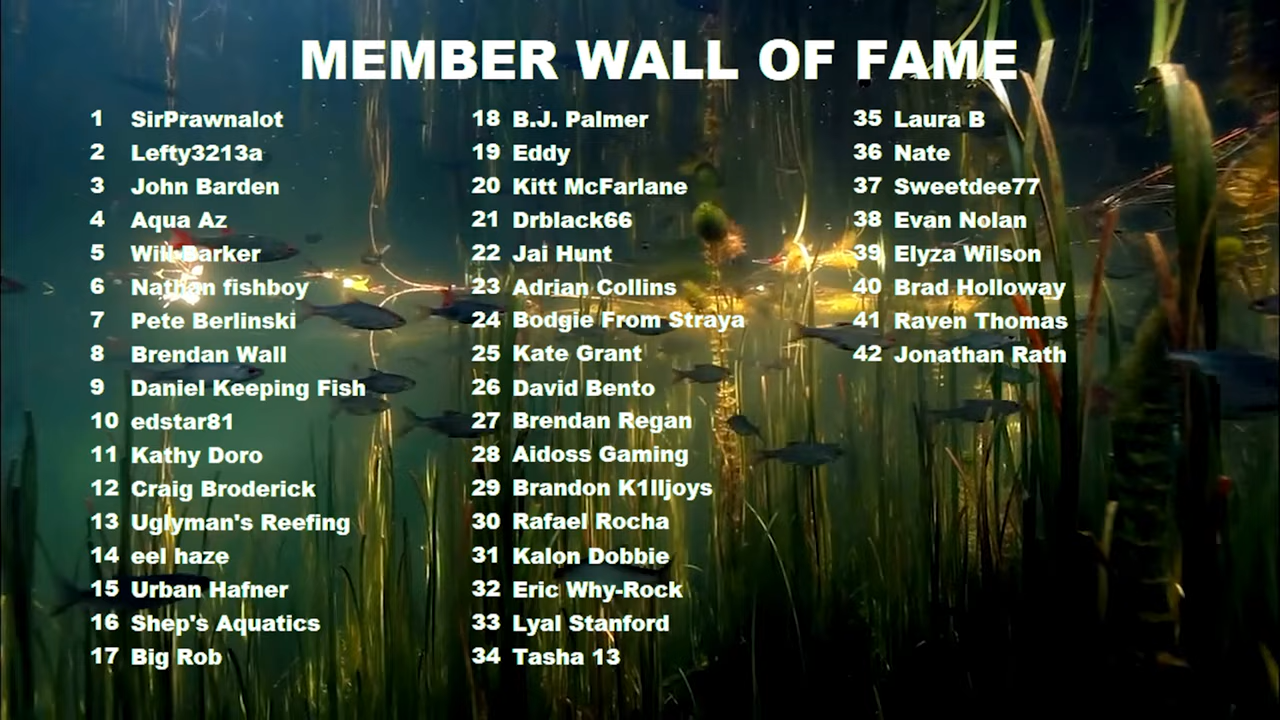 MEMBER WALL OF FAME
1 SirPrawnalot
2 Lefty3213a
3 John Barden
4 Aqua Az
5 Will Barker
6 Nathan fishboy
7 Pete Berlinski
8 Brendan Wall
9 Daniel Keeping Fish
10 edstar81
11 Kathy Doro
12 Craig Broderick
13 Uglyman's Reefing
14 eel haze
15 Urban Hafner
16 Shep's Aquatics
17 Big Rob
18 B.J. Palmer
19 Eddy
20 Kitt McFarlane
21 Drblack66
22 Jai Hunt
23 Adrian Collins
24 Bodgie From Straya
25 Kate Grant
26 David Bento
27 Brendan Regan
28 Aidoss Gaming
29 Brandon K1lljoys
30 Rafael Rocha
31 Kalon Dobbie
32 Eric Why-Rock
33 Lyal Stanford
34 Tasha 13
35 Laura B
36 Nate
37 Sweetdee77
38 Evan Nolan
39 Elyza Wilson
40 Brad Holloway
41 Raven Thomas
42 Jonathan Rath